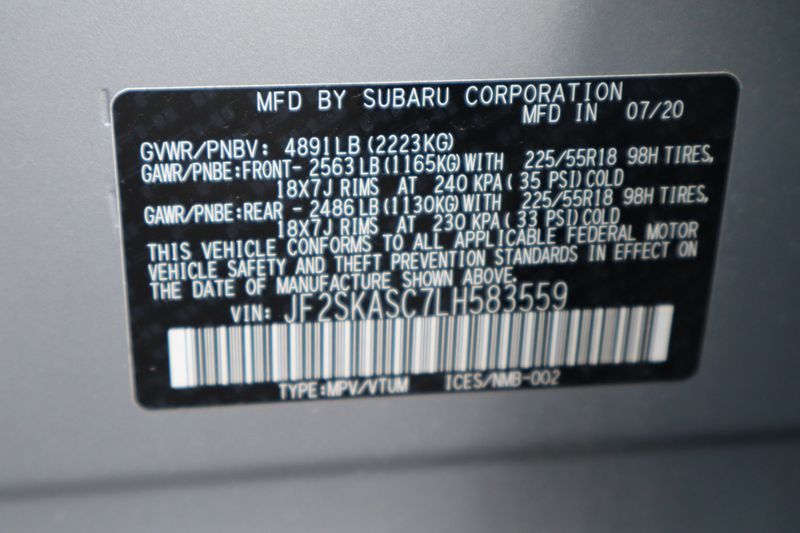 MFD BY SUBARU CORPORATION
MFD IN 07/20
GVWR/PNBV: 4891LB (2223KG)
GAWR/PNBE:FRONT- 2563LB (1165KG) WITH 225/55R18 98H TIRES,
18X7J RIMS AT 240 KPA( 35 PSI) COLD
GAWR/PNBE:REAR - 2486LB (1130KG) WITH 225/55R18 98H TIRES,
18X7J RIMS AT 230 KPA( 33 PSI) COLD
THIS VEHICLE CONFORMS TO ALL APPLICABLE FEDERAL MOTOR
VEHICLE SAFETY AND THEFT PREVENTION STANDARDS IN EFFECT ON
THE DATE OF MANUFACTURE SHOWN ABOVE.
VIN: JF2SKASC7LH583559
TYPE:MPV/VTUM ICES/NMB-002